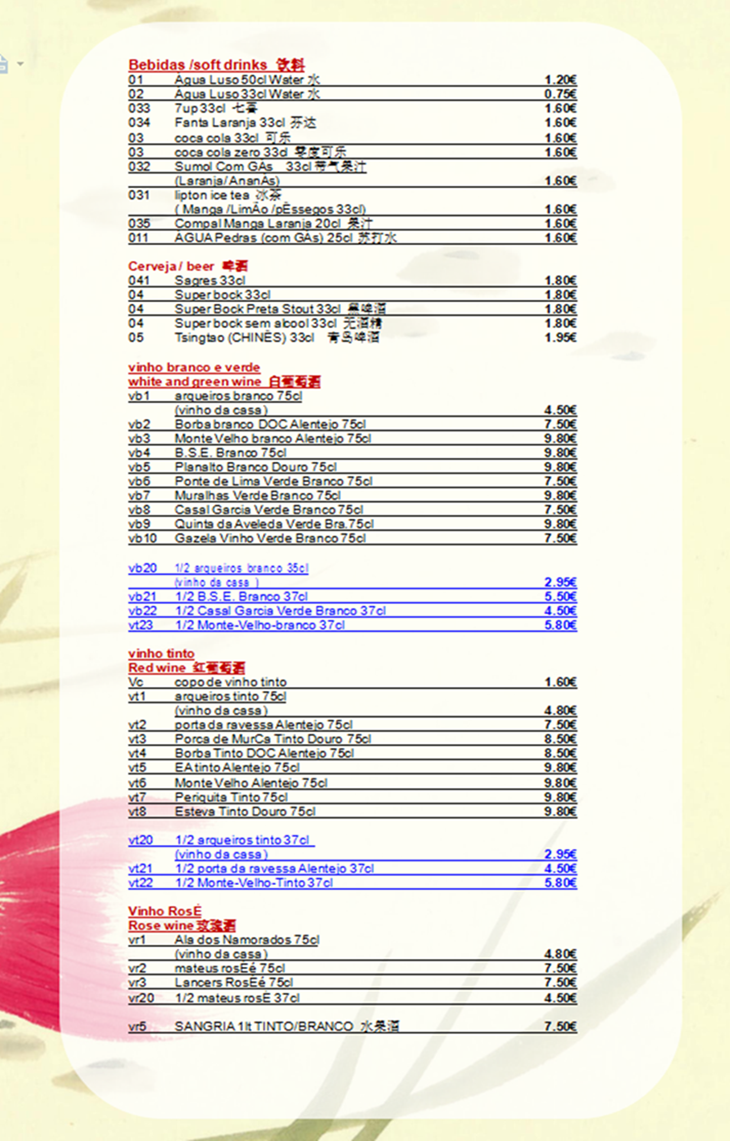 Bebidas /soft drinks 饮料
01 Àgua Luso 50cl Water 水 1.20€
02 Àgua Luso 33cl Water 水 0.75€
033 7up 33cl 七喜 1.60€
034 Fanta Laranja 33cl 芬达 1.60€
03 coca cola 33cl 可乐 1.60€
03 coca cola zero 33cl 零度可乐 1.60€
032 Sumol Com GAs 33cl 带气果汁
(Laranja/AnanAs) 1.60€
031 lipton ice tea 冰茶
( Manga /LimÃo /pÊssegos 33cl) 1.60€
035 Compal Manga Laranja 20cl 果汁 1.60€
011 ÀGUA Pedras (com GAs) 25cl 苏打水 1.60€
Cerveja / beer 啤酒
041 Sagres 33cl 1.80€
04 Super bock 33cl 1.80€
04 Super Bock Preta Stout 33cl 黑啤酒 1.80€
04 Super bock sem alcool 33cl 无酒精 1.80€
05 Tsingtao (CHINÊS) 33cl 青岛啤酒 1.95€
vinho branco e verde
white and green wine 白葡萄酒
vb1 arqueiros branco 75cl
(vinho da casa ) 4.50€
vb2 Borba branco DOC Alentejo 75cl 7.50€
vb3 Monte Velho branco Alentejo 75cl 9.80€
vb4 B.S.E. Branco 75cl 9.80€
vb5 Planalto Branco Douro 75cl 9.80€
vb6 Ponte de Lima Verde Branco 75cl 7.50€
vb7 Muralhas Verde Branco 75cl 9.80€
vb8 Casal Garcia Verde Branco 75cl 7.50€
vb9 Quinta da Aveleda Verde Bra.75cl 9.80€
vb10 Gazela Vinho Verde Branco 75cl 7.50€
vb20 1/2 arqueiros branco 35cl
(vinho da casa ) 2.95€
vb21 1/2 B.S.E. Branco 37cl 5.50€
vb22 1/2 Casal Garcia Verde Branco 37cl 4.50€
vt23 1/2 Monte-Velho-branco 37cl 5.80€
vinho tinto
Red wine 红葡萄酒
Vc copo de vinho tinto 1.60€
vt1 arqueiros tinto 75cl
(vinho da casa ) 4.80€
vt2 porta da ravessa Alentejo 75cl 7.50€
vt3 Porca de MurCa Tinto Douro 75cl 8.50€
vt4 Borba Tinto DOC Alentejo 75cl 8.50€
vt5 EA tinto Alentejo 75cl 9.80€
vt6 Monte Velho Alentejo 75cl 9.80€
vt7 Periquita Tinto 75cl 9.80€
vt8 Esteva Tinto Douro 75cl 9.80€
vt20 1/2 arqueiros tinto 37cl
(vinho da casa ) 2.95€
vt21 1/2 porta da ravessa Alentejo 37cl 4.50€
vt22 1/2 Monte-Velho-Tinto 37cl 5.80€
Vinho RosÉ
Rose wine 玫瑰酒
vr1 Ala dos Namorados 75cl
(vinho da casa ) 4.80€
vr2 mateus rosEé 75cl 7.50€
vr3 Lancers RosEé 75cl 7.50€
vr20 1/2 mateus rosE 37cl 4.50€
vr5 SANGRIA 1lt TINTO/BRANCO 水果酒 7.50€